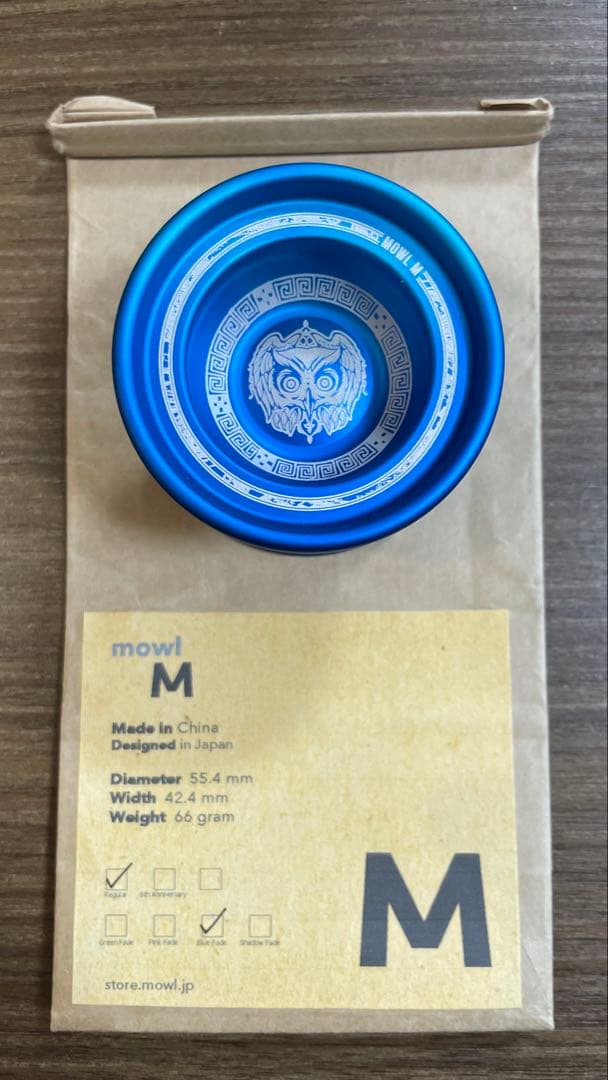 MOWL M
mowl
M
Made in China
Designed in Japan
Diameter 55.4 mm
Width 42.4 mm
Weight 66 gram
Regular 6th Anniversary
Green Fade Pink Fade Blue Fade Shadow Fade
M
store.mowl.jp